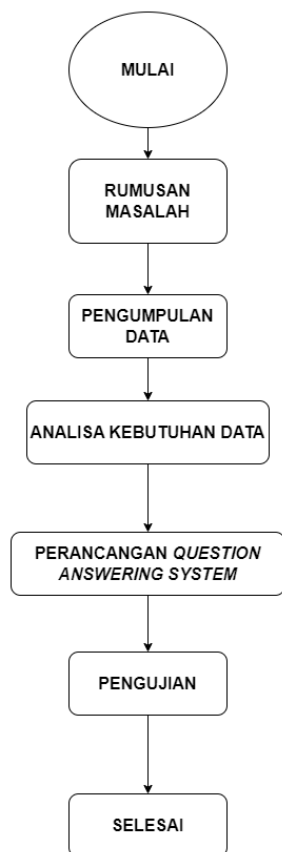 MULAI
RUMUSAN
MASALAH
PENGUMPULAN
DATA
ANALISA KEBUTUHAN DATA
PERANCANGAN QUESTION
ANSWERING SYSTEM
PENGUJIAN
SELESAI